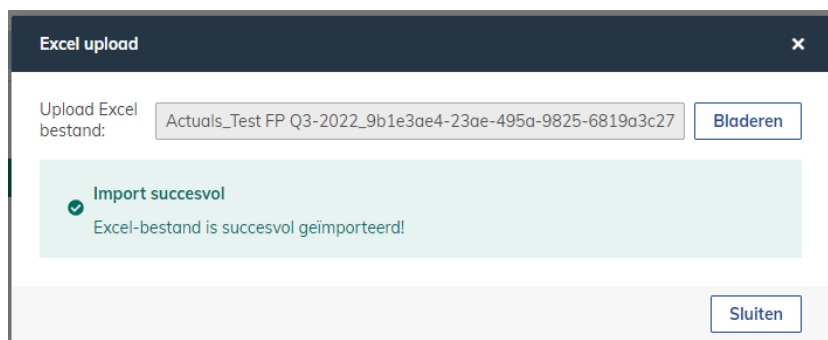 Excel upload
Upload Excel
bestand:
Actuals_Test FP Q3-2022_9b1e3ae4-23ae-495a-9825-6819a3c27
Bladeren
Import succesvol
Excel-bestand is succesvol geïmporteerd!
Sluiten